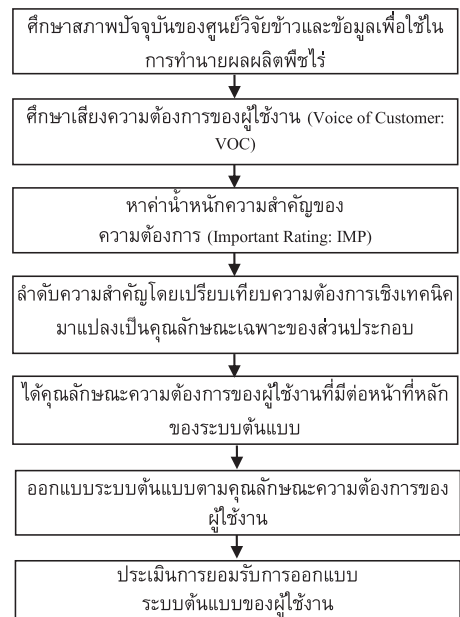 ศึกษาสภาพปัจจุบันของศูนย์วิจัยข้าวและข้อมูลเพื่อใช้ใน
การทำนายผลผลิตพืชไร่
ศึกษาเสียงความต้องการของผู้ใช้งาน (Voice of Customer:
VOC)
หาค่าน้ำหนักความสำคัญของ
ความต้องการ (Important Rating: IMP)
ลำดับความสำคัญโดยเปรียบเทียบความต้องการเชิงเทคนิค
มาแปลงเป็นคุณลักษณะเฉพาะของส่วนประกอบ
ได้คุณลักษณะความต้องการของผู้ใช้งานที่มีต่อหน้าที่หลัก
ของระบบต้นแบบ
ออกแบบระบบต้นแบบตามคุณลักษณะความต้องการของ
ผู้ใช้งาน
ประเมินการยอมรับการออกแบบ
ระบบต้นแบบของผู้ใช้งาน